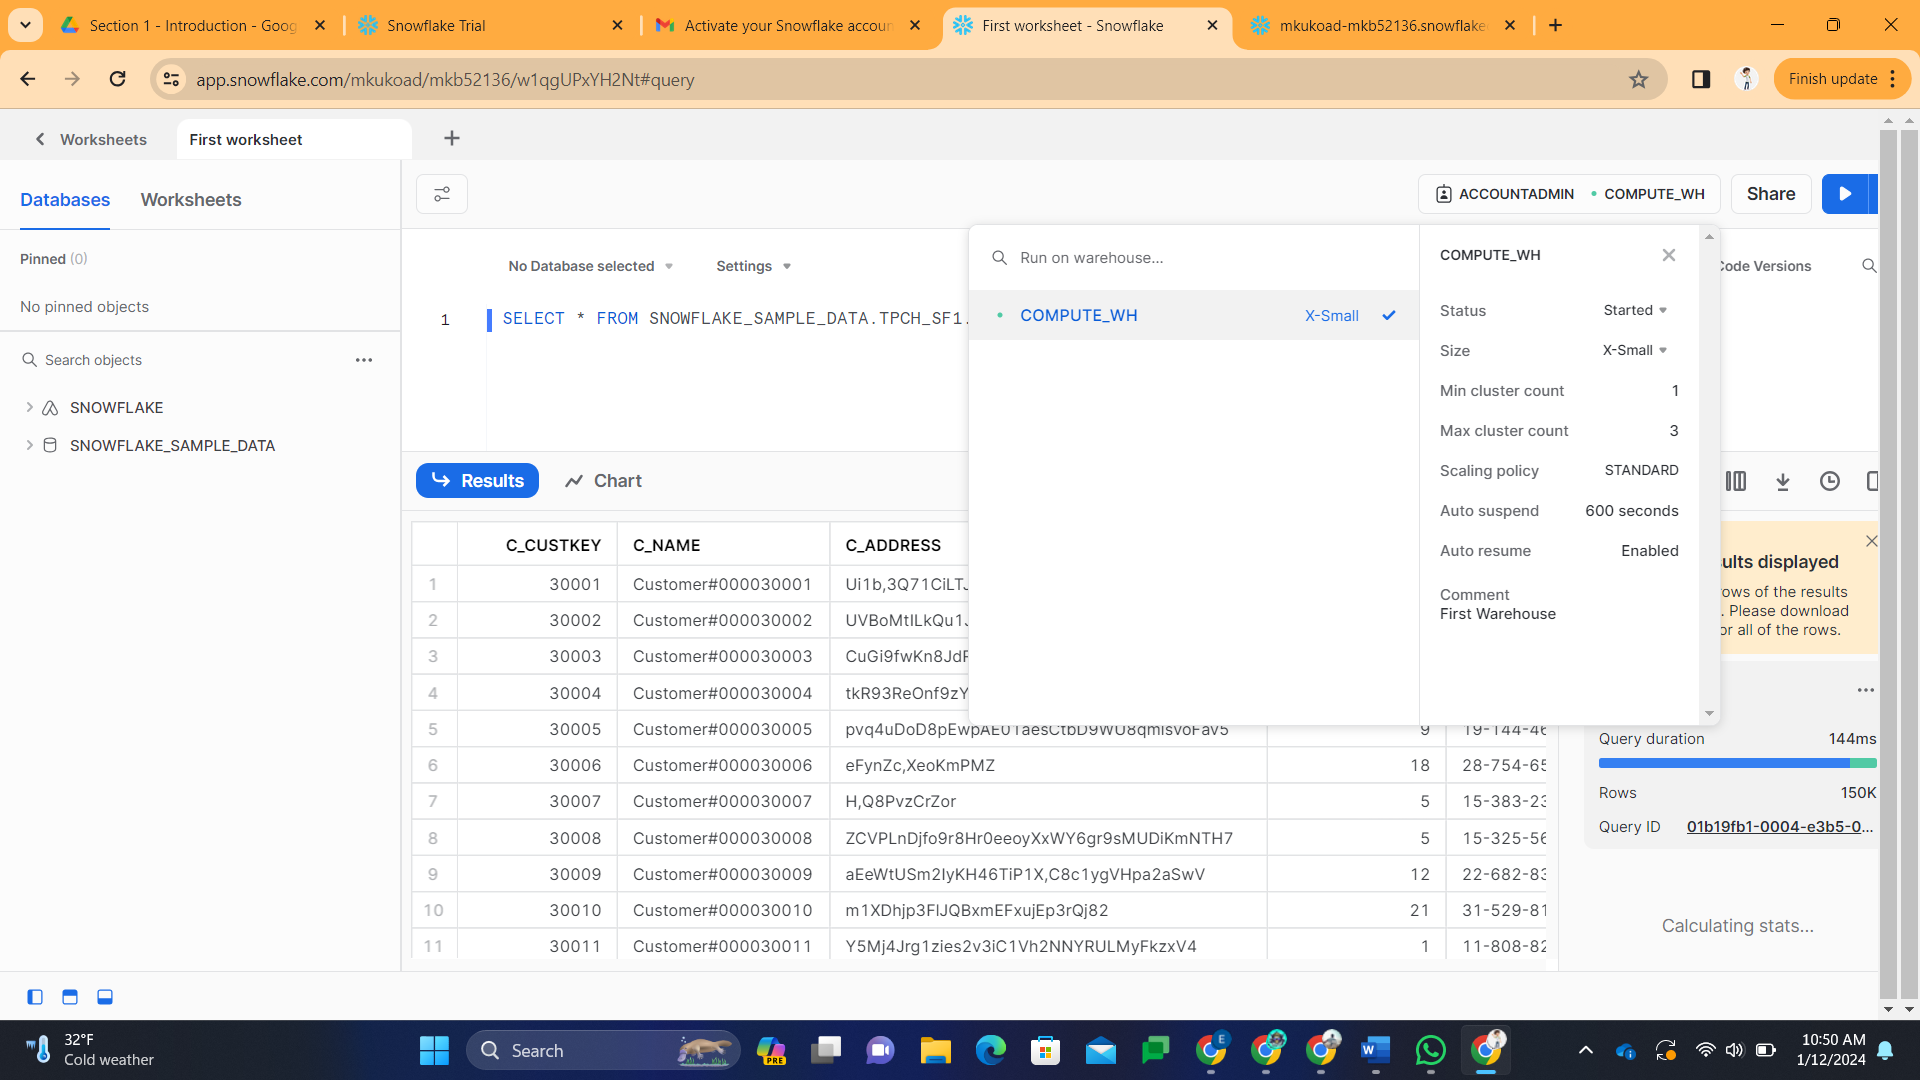 Section 1 - Introduction - Goog
Snowflake Trial
Activate your Snowflake accoun
First worksheet - Snowflake
mkukoad-mkb52136.snowflake
app.snowflake.com/mkukoad/mkb52136/w1qgUPxYH2Nt#query
Finish update
Worksheets
First worksheet
Databases
Worksheets
ACCOUNTADMIN
COMPUTE_WH
Share
Pinned (0)
No pinned objects
Search objects
SNOWFLAKE
SNOWFLAKE_SAMPLE_DATA
No Database selected
Settings
Code Versions
1
SELECT * FROM SNOWFLAKE_SAMPLE_DATA.TPCH_SF1.
Run on warehouse...
COMPUTE_WH X-Small
COMPUTE_WH
Status Started
Size X-Small
Min cluster count 1
Max cluster count 3
Scaling policy STANDARD
Auto suspend 600 seconds
Auto resume Enabled
Comment
First Warehouse
Results
Chart
C_CUSTKEY C_NAME C_ADDRESS
1 30001 Customer#000030001 Ui1b,3Q71CiLTJ
2 30002 Customer#000030002 UVBoMtILkQu1J
3 30003 Customer#000030003 CuGi9fwKn8JdF
4 30004 Customer#000030004 tkR93ReOnf9zY
5 30005 Customer#000030005 pvq4uDoD8pEwpAE01aesCtbD9WU8qmisvoFav5 9 19-144-46
6 30006 Customer#000030006 eFynZc,XeoKmPMZ 18 28-754-65
7 30007 Customer#000030007 H,Q8PvzCrZor 5 15-383-23
8 30008 Customer#000030008 ZCVPLnDjfo9r8Hr0eeoyXxWY6gr9sMUDiKmNTH7 5 15-325-56
9 30009 Customer#000030009 aEeWtUSm2IyKH46TiP1X,C8c1ygVHpa2aSwV 12 22-682-83
10 30010 Customer#000030010 m1XDhjp3FlJQBxmEFxujEp3rQj82 21 31-529-81
11 30011 Customer#000030011 Y5Mj4Jrg1zies2v3iC1Vh2NNYRULMyFkzxV4 1 11-808-82
ults displayed
ows of the results
. Please download
or all of the rows.
Query duration 144ms
Rows 150K
Query ID 01b19fb1-0004-e3b5-0...
Calculating stats...
32°F
Cold weather
Search
PRE
E
10:50 AM
1/12/2024